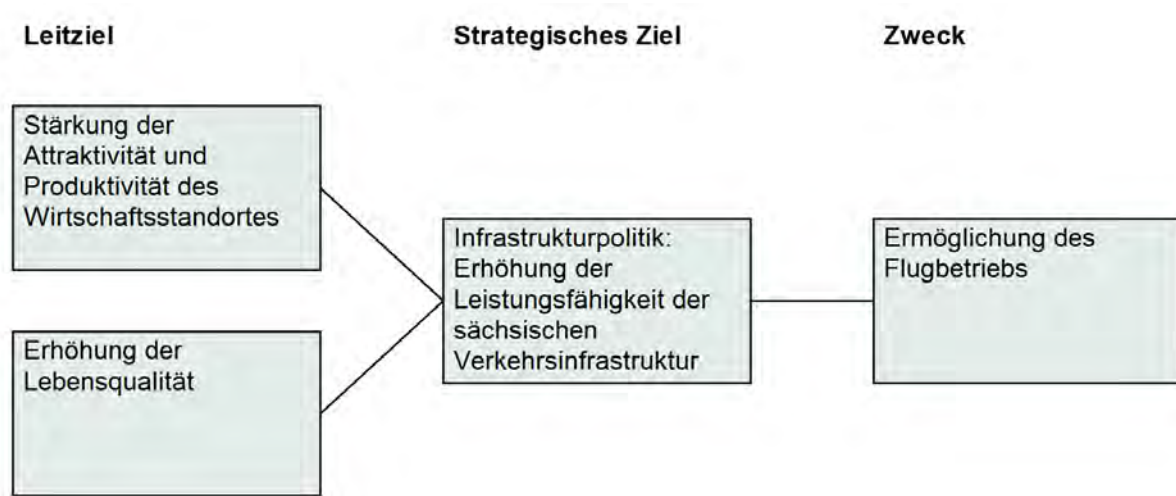 Leitziel
Strategisches Ziel
Zweck
Stärkung der
Attraktivität und
Produktivität des
Wirtschaftsstandortes
Erhöhung der
Lebensqualität
Infrastrukturpolitik:
Erhöhung der
Leistungsfähigkeit der
sächsischen
Verkehrsinfrastruktur
Ermöglichung des
Flugbetriebs